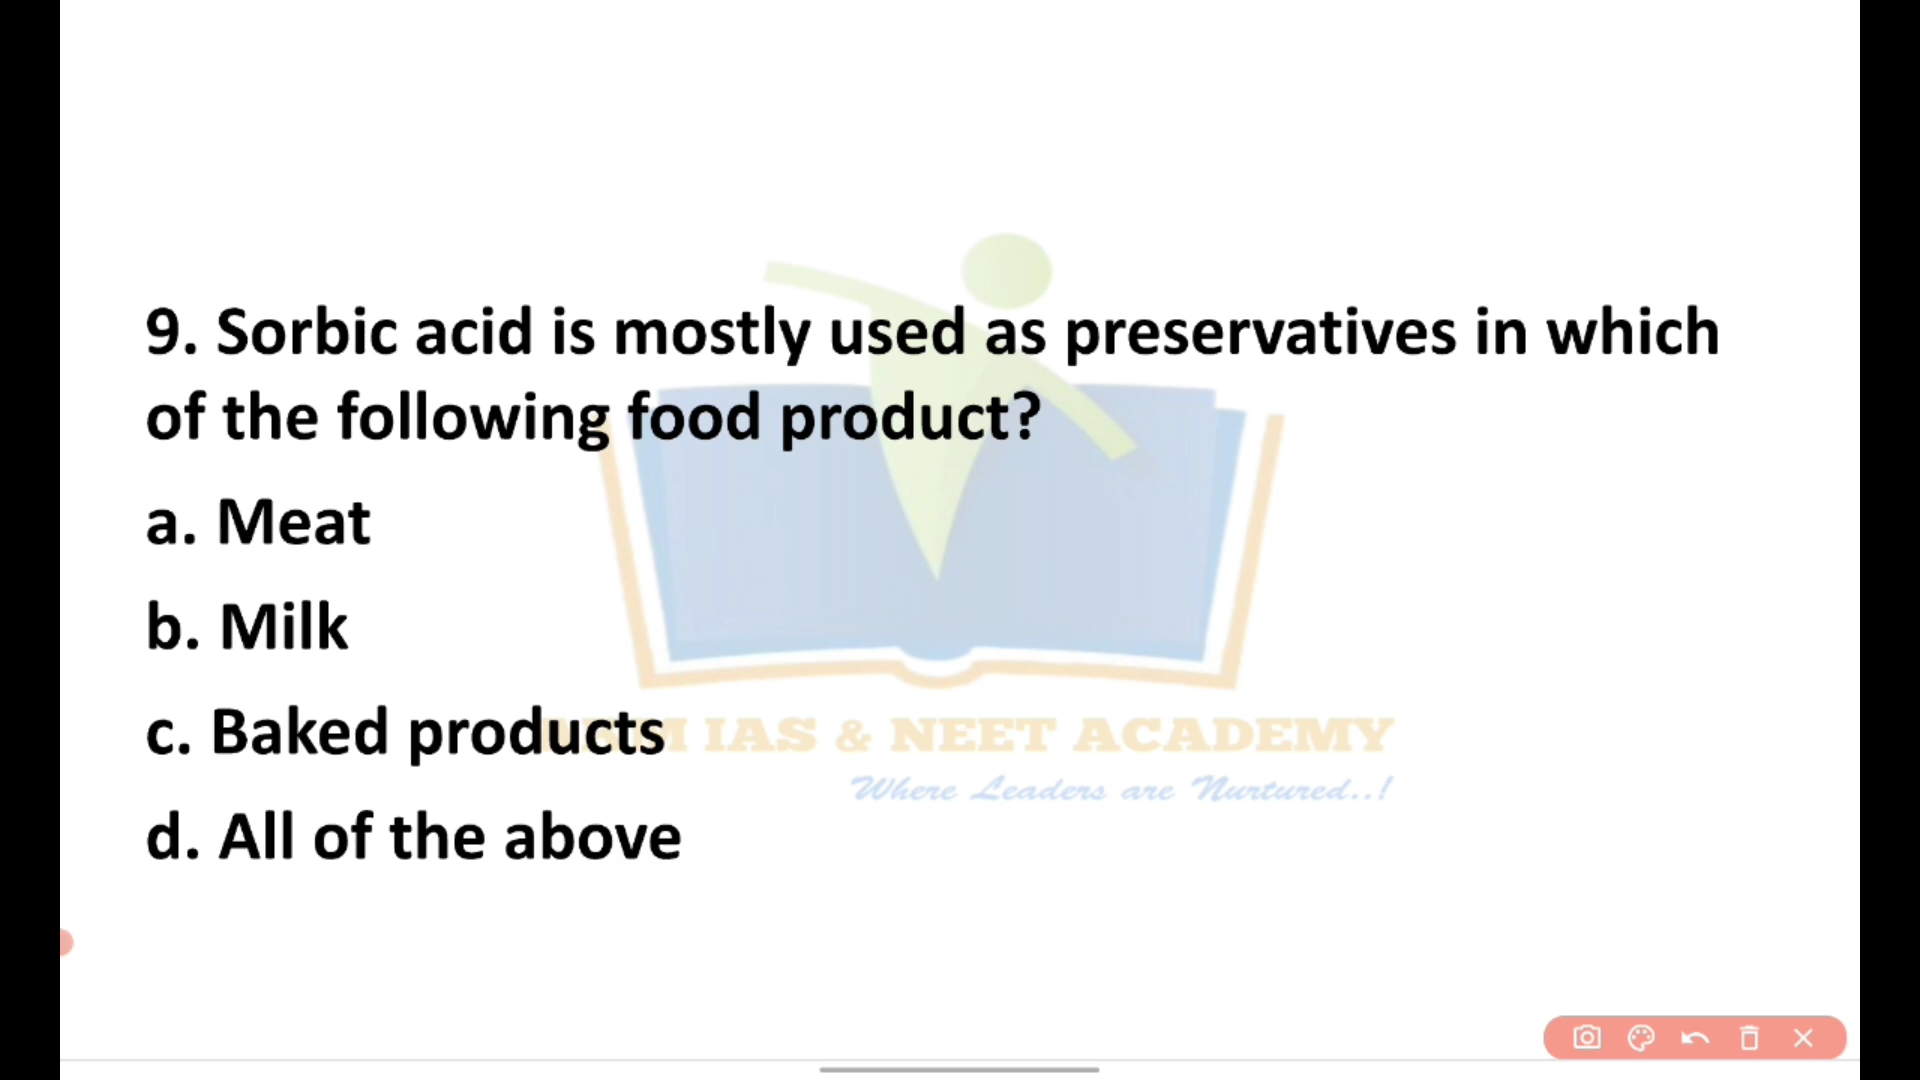 9. Sorbic acid is mostly used as preservatives in which
of the following food product?
a. Meat
b. Milk
c. Baked products
d. All of the above
IAS & NEET ACADEMY
Where Leaders are Nurtured..!